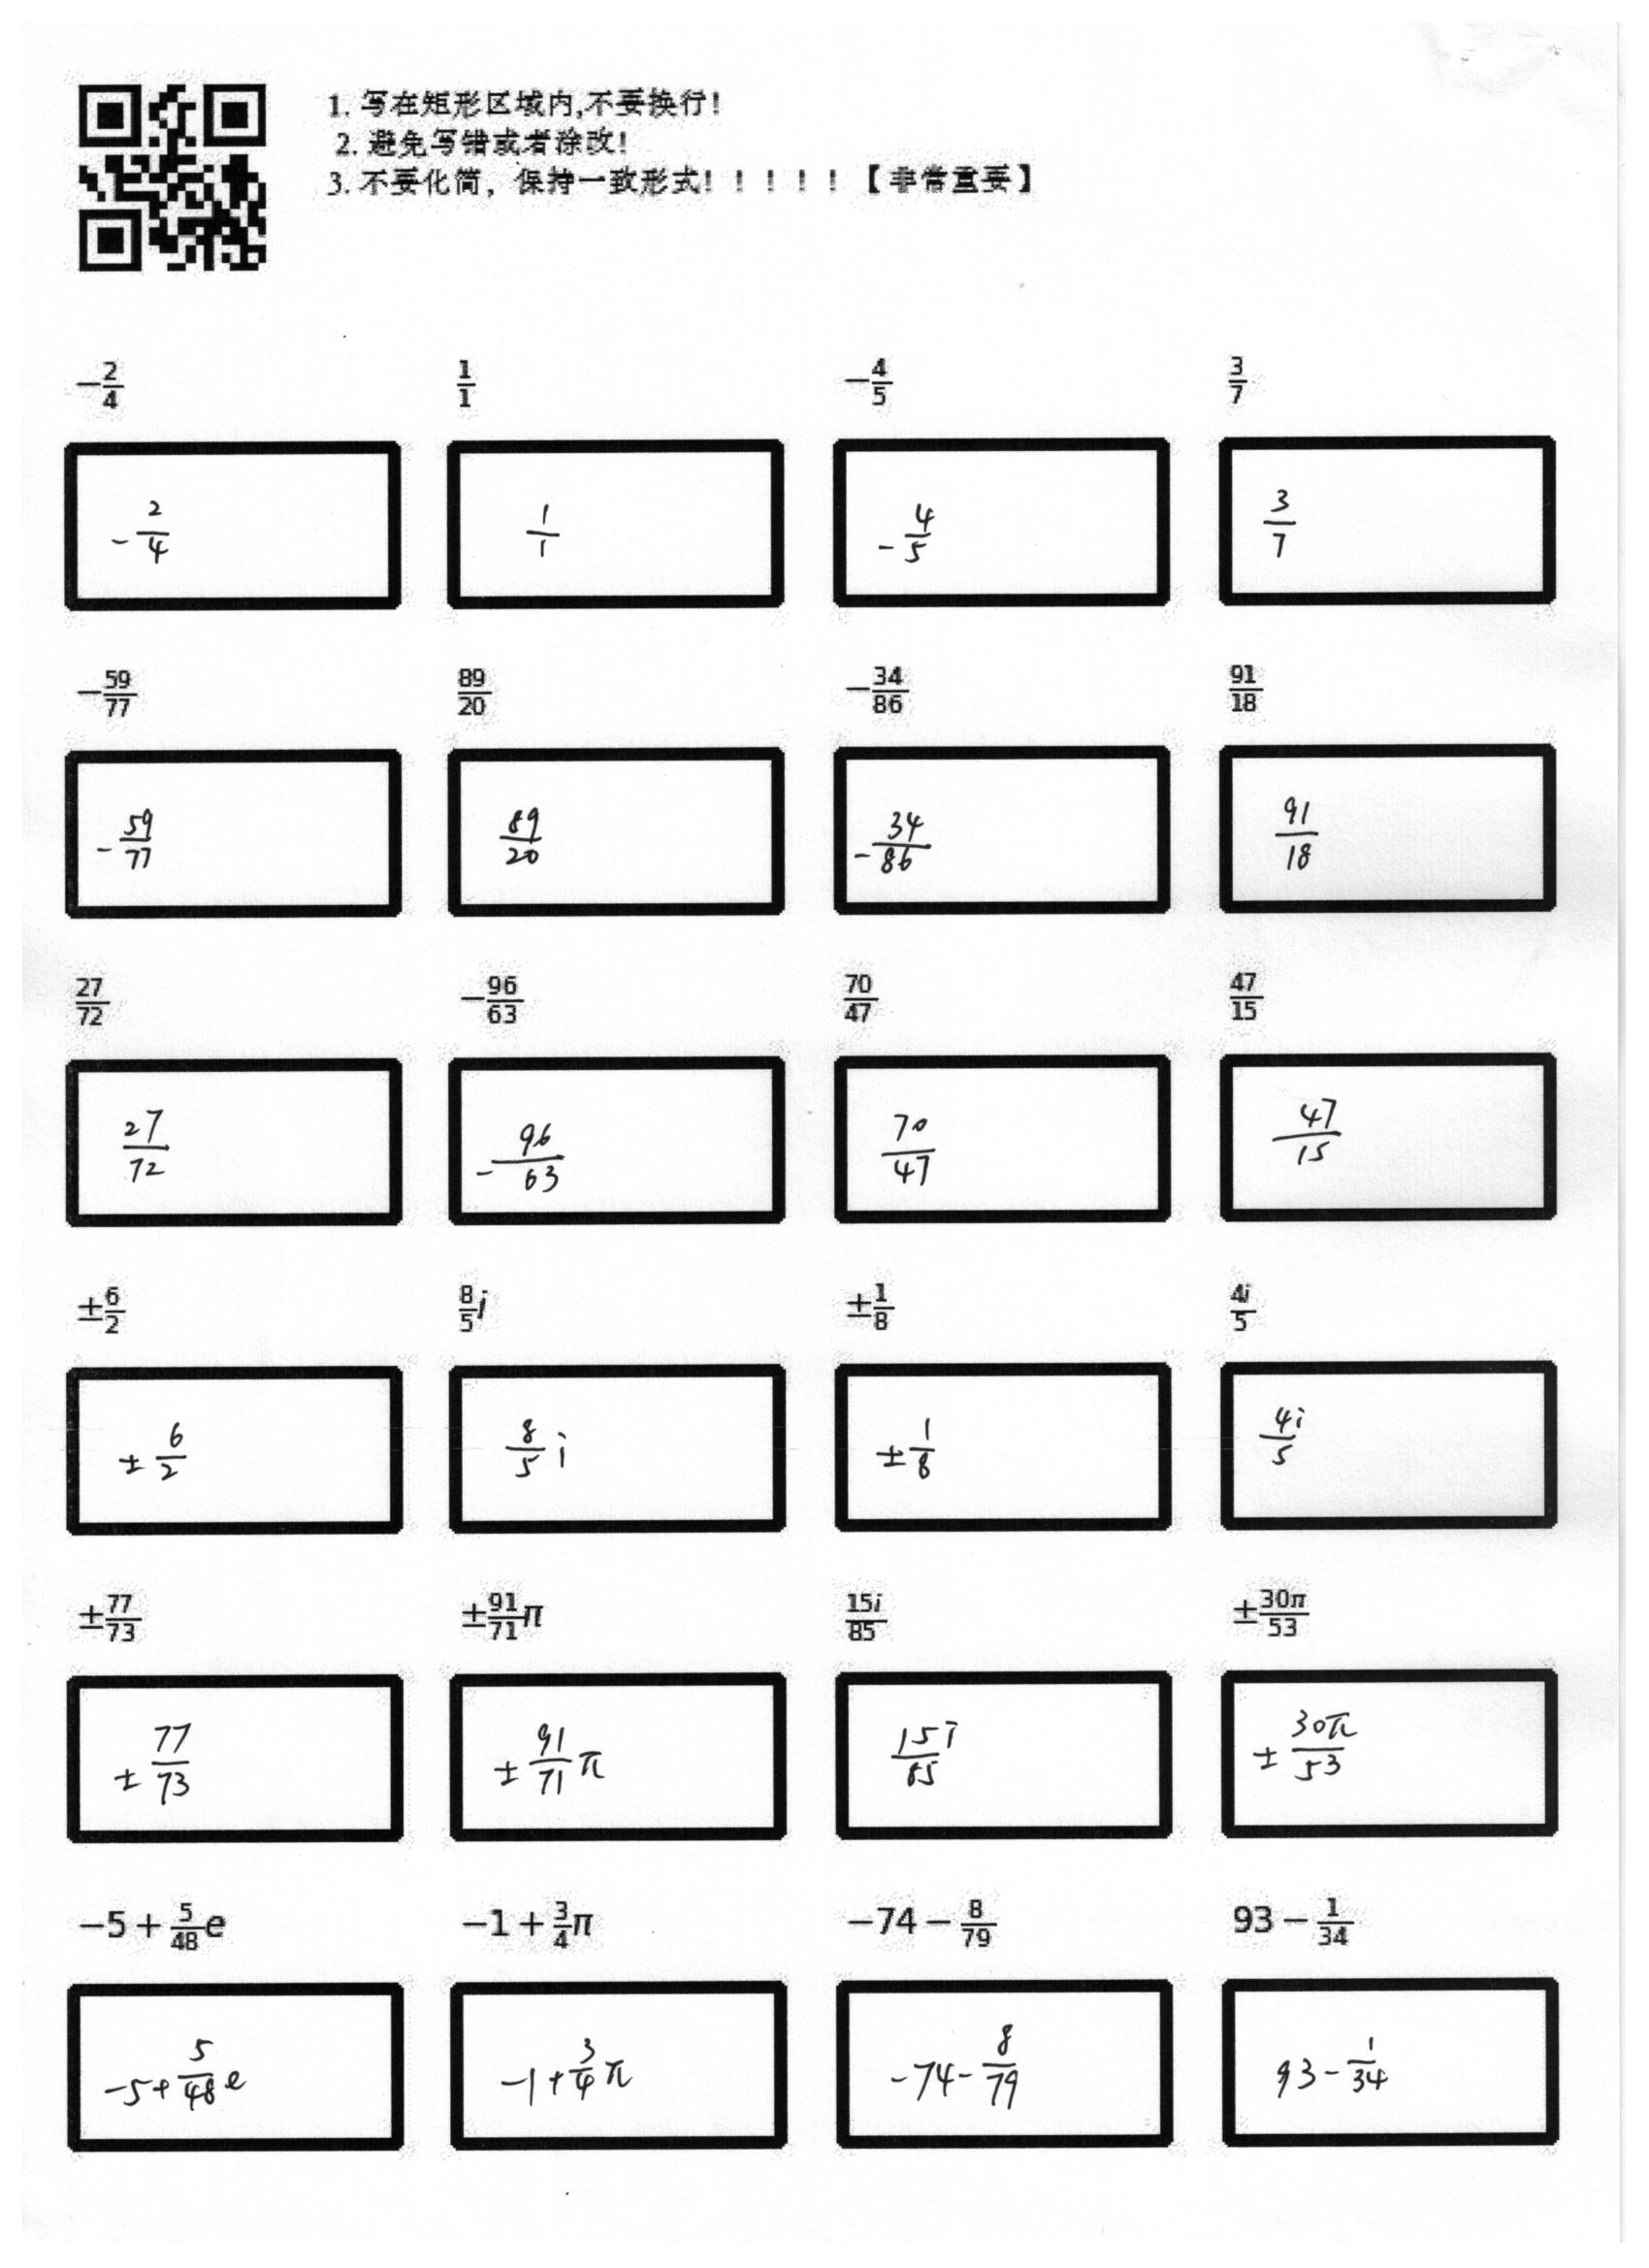 1. 写在矩形区域内,不要换行!
2. 避免写错或者涂改!
3. 不要化简，保持一致形式！！！！！【非常重要】
$-\frac{2}{4}$ $\frac{1}{1}$ $-\frac{4}{5}$ $\frac{3}{7}$
$-\frac{2}{4}$ $\frac{1}{1}$ $-\frac{4}{5}$ $\frac{3}{7}$
$-\frac{59}{77}$ $\frac{89}{20}$ $-\frac{34}{86}$ $\frac{91}{18}$
$-\frac{59}{77}$ $\frac{89}{20}$ $-\frac{34}{86}$ $\frac{91}{18}$
$\frac{27}{72}$ $-\frac{96}{63}$ $\frac{70}{47}$ $\frac{47}{15}$
$\frac{27}{72}$ $-\frac{96}{63}$ $\frac{70}{47}$ $\frac{47}{15}$
$\pm\frac{6}{2}$ $\frac{8}{5}i$ $\pm\frac{1}{8}$ $\frac{4i}{5}$
$\pm\frac{6}{2}$ $\frac{8}{5}i$ $\pm\frac{1}{8}$ $\frac{4i}{5}$
$\pm\frac{77}{73}$ $\pm\frac{91}{71}\pi$ $\frac{15i}{85}$ $\pm\frac{30\pi}{53}$
$\pm\frac{77}{73}$ $\pm\frac{91}{71}\pi$ $\frac{15i}{85}$ $\pm\frac{30\pi}{53}$
$-5+\frac{5}{48}e$ $-1+\frac{3}{4}\pi$ $-74-\frac{8}{79}$ $93-\frac{1}{34}$
$-5+\frac{5}{48}e$ $-1+\frac{3}{4}\pi$ $-74-\frac{8}{79}$ $93-\frac{1}{34}$